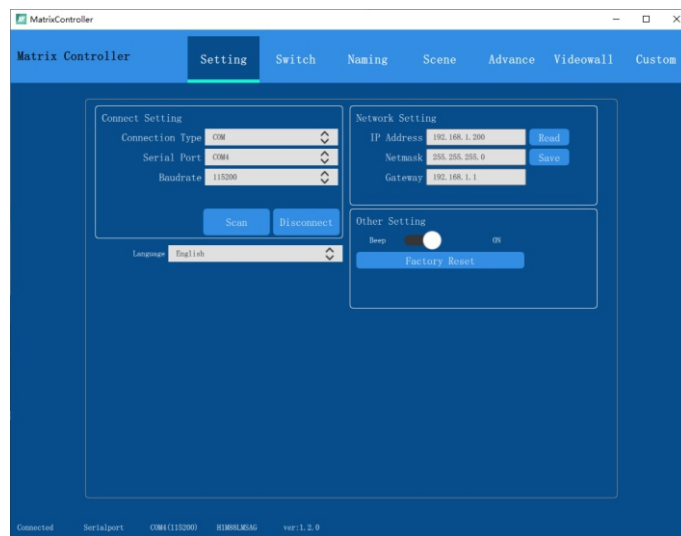 MatrixController
Matrix Controller Setting Switch Naming Scene Advance Videowall Custom
Connect Setting
Connection Type COM
Serial Port COM4
Baudrate 115200
Scan Disconnect
Language English
Network Setting
IP Address 192.168.1.200 Read
Netmask 255.255.255.0 Save
Gateway 192.168.1.1
Other Setting
Beep ON
Factory Reset
Connected Serialport COM4(115200) ver:1.2.0